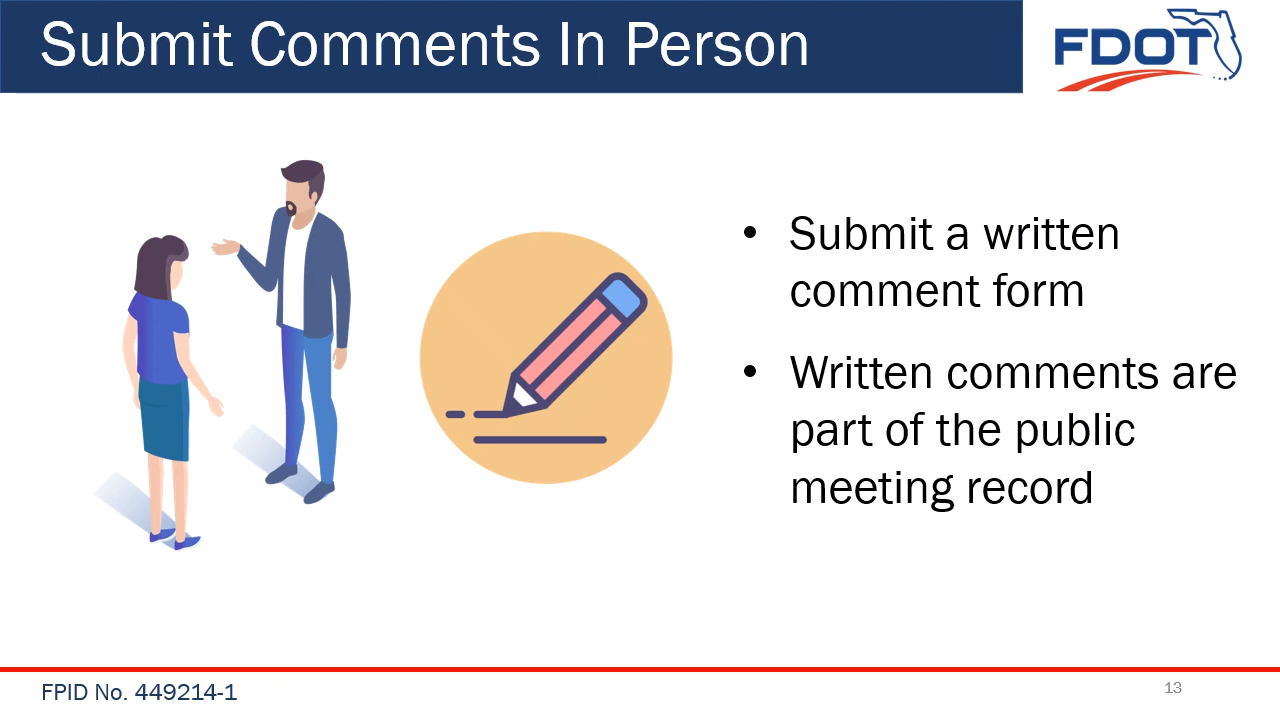 Submit Comments In Person
FDOT
• Submit a written
comment form
• Written comments are
part of the public
meeting record
FPID No. 449214-1
13